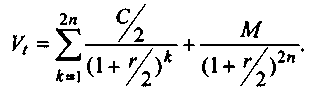 V_t = \sum_{k=1}^{2n} \frac{C/2}{(1 + r/2)^k} + \frac{M}{(1 + r/2)^{2n}}.